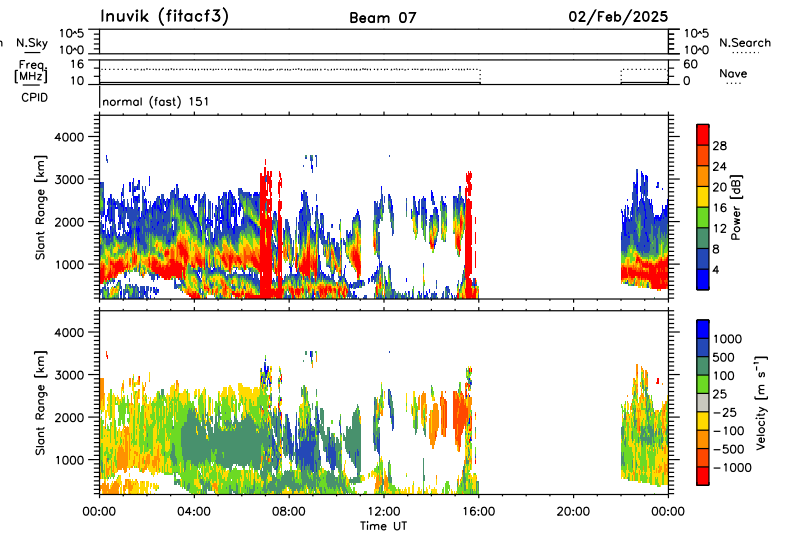 Inuvik (fitacf3) Beam 07 02/Feb/2025
N.Sky 10^5 10^0 10^5 10^0 N.Search
Freq. [MHz] 16 10 60 0 Nave
CPID normal (fast) 151
Slant Range [km] 4000 3000 2000 1000
Power [dB] 28 24 20 16 12 8 4
Slant Range [km] 4000 3000 2000 1000
Velocity [m s⁻¹] 1000 500 100 25 -25 -100 -500 -1000
00:00 04:00 08:00 12:00 16:00 20:00 00:00
Time UT